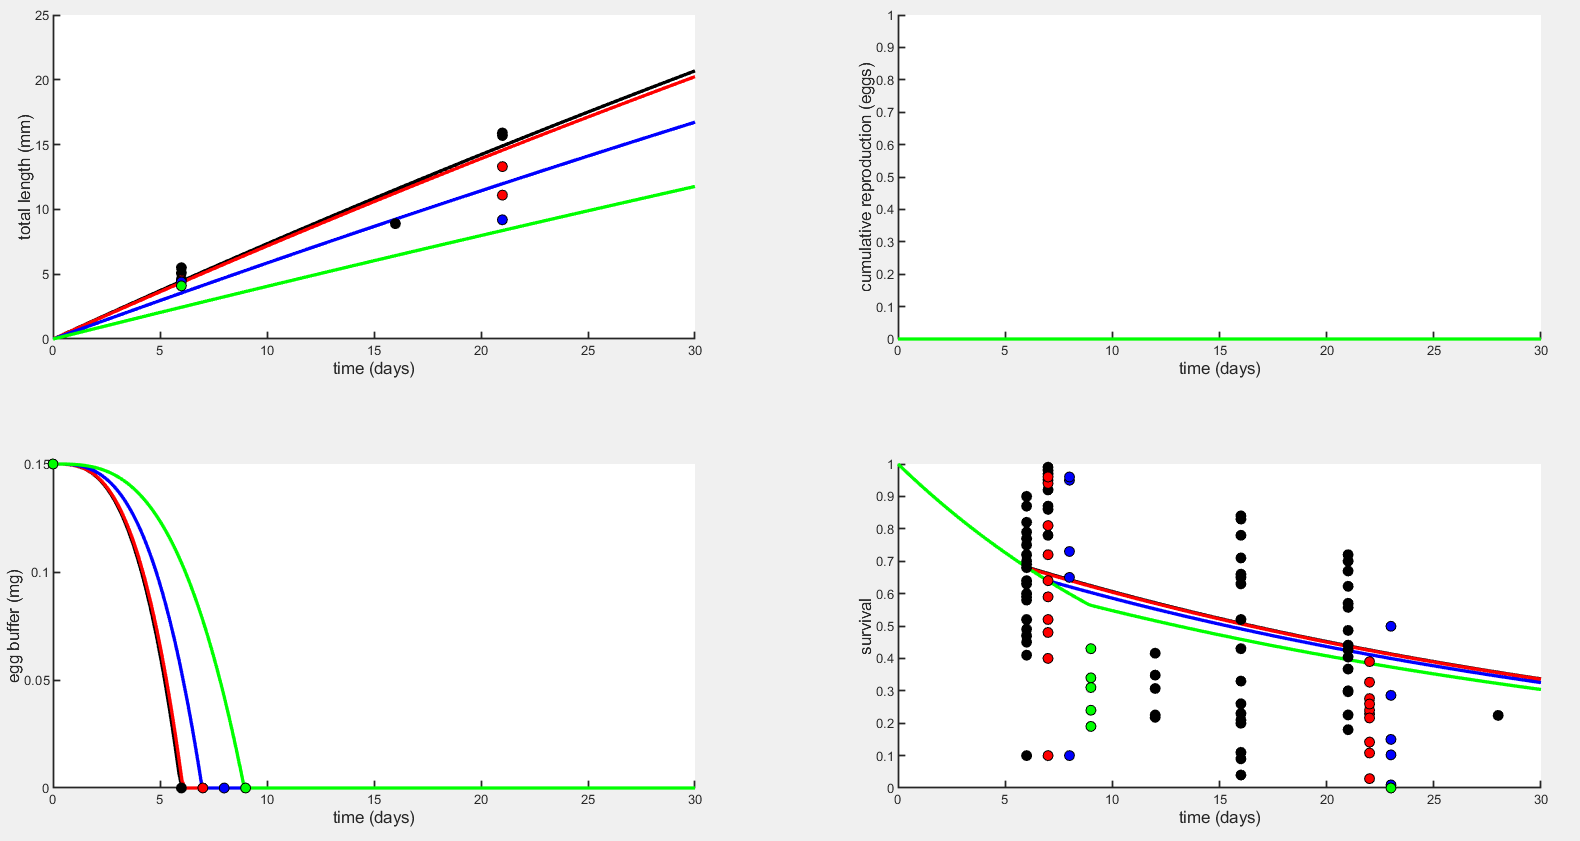 25
20
15
10
5
0
total length (mm)
0 5 10 15 20 25 30
time (days)
1
0.9
0.8
0.7
0.6
0.5
0.4
0.3
0.2
0.1
0
cumulative reproduction (eggs)
0 5 10 15 20 25 30
time (days)
0.15
0.1
0.05
0
egg buffer (mg)
0 5 10 15 20 25 30
time (days)
1
0.9
0.8
0.7
0.6
0.5
0.4
0.3
0.2
0.1
0
survival
0 5 10 15 20 25 30
time (days)